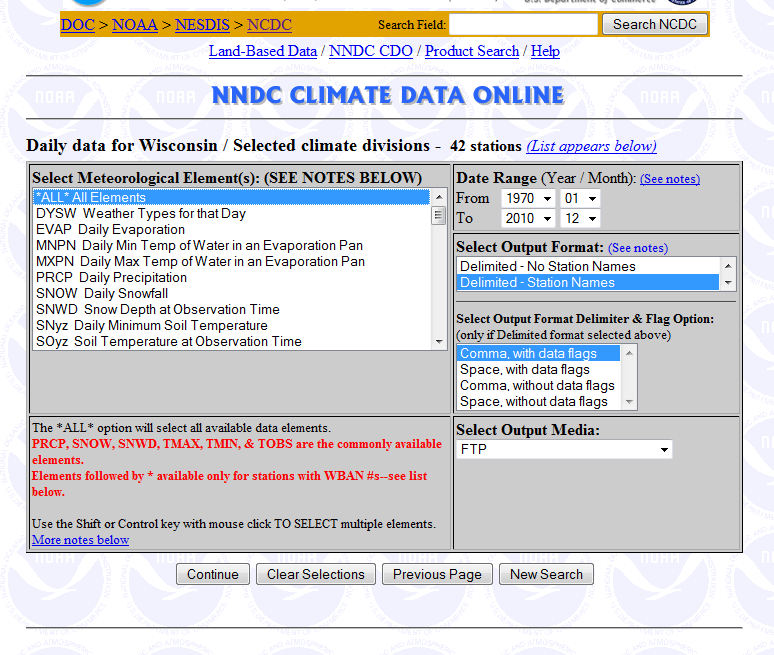 U.S. Department of Commerce
DOC > NOAA > NESDIS > NCDC
Search Field:
Search NCDC
Land-Based Data / NNDC CDO / Product Search / Help
NNDC CLIMATE DATA ONLINE
Daily data for Wisconsin / Selected climate divisions - 42 stations (List appears below)
Select Meteorological Element(s): (SEE NOTES BELOW)
*ALL* All Elements
DYSW Weather Types for that Day
EVAP Daily Evaporation
MNPN Daily Min Temp of Water in an Evaporation Pan
MXPN Daily Max Temp of Water in an Evaporation Pan
PRCP Daily Precipitation
SNOW Daily Snowfall
SNWD Snow Depth at Observation Time
SNyz Daily Minimum Soil Temperature
SOyz Soil Temperature at Observation Time
Date Range (Year / Month): (See notes)
From 1970 01
To 2010 12
Select Output Format: (See notes)
Delimited - No Station Names
Delimited - Station Names
Select Output Format Delimiter & Flag Option:
(only if Delimited format selected above)
Comma, with data flags
Space, with data flags
Comma, without data flags
Space, without data flags
The *ALL* option will select all available data elements.
PRCP, SNOW, SNWD, TMAX, TMIN, & TOBS are the commonly available
elements.
Elements followed by * available only for stations with WBAN #s--see list
below.
Use the Shift or Control key with mouse click TO SELECT multiple elements.
More notes below
Select Output Media:
FTP
Continue
Clear Selections
Previous Page
New Search